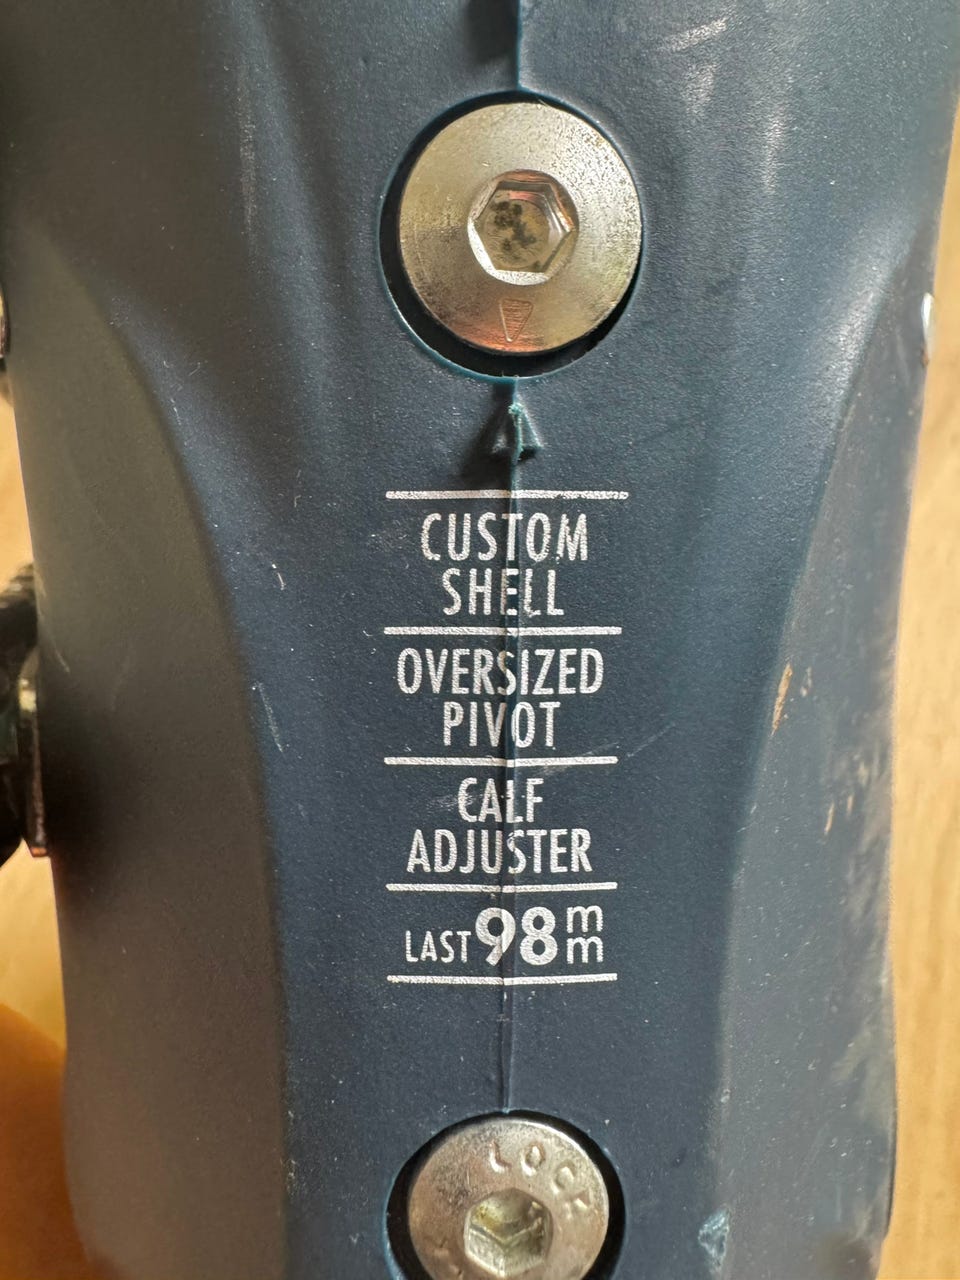 CUSTOM
SHELL
OVERSIZED
PIVOT
CALF
ADJUSTER
LAST 98 mm
LOCK